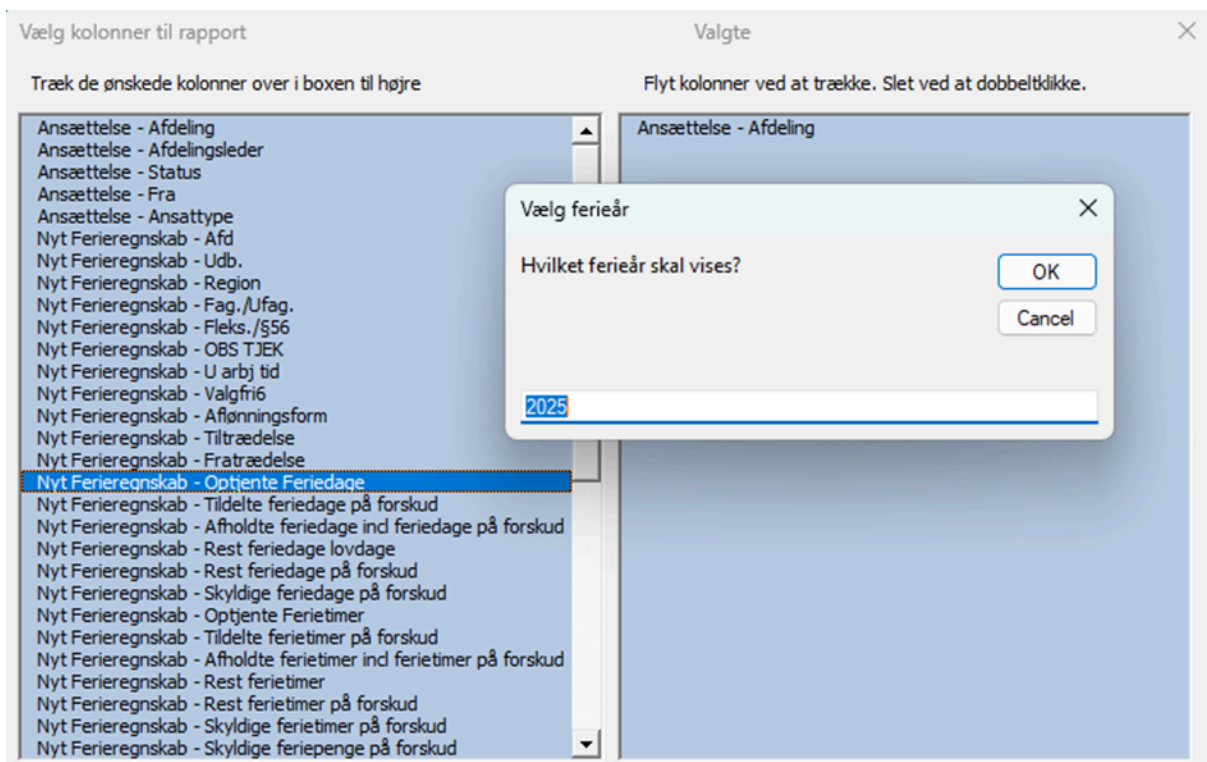 Vælg kolonner til rapport
Valgte
Træk de ønskede kolonner over i boxen til højre
Flyt kolonner ved at trække. Slet ved at dobbeltklikke.
Ansættelse - Afdeling
Ansættelse - Afdelingsleder
Ansættelse - Status
Ansættelse - Fra
Ansættelse - Ansattype
Nyt Ferieregnskab - Afd
Nyt Ferieregnskab - Udb.
Nyt Ferieregnskab - Region
Nyt Ferieregnskab - Fag./Ufag.
Nyt Ferieregnskab - Fleks./§56
Nyt Ferieregnskab - OBS TJEK
Nyt Ferieregnskab - U arbj tid
Nyt Ferieregnskab - Valgfri6
Nyt Ferieregnskab - Aflønningsform
Nyt Ferieregnskab - Tiltrædelse
Nyt Ferieregnskab - Fratrædelse
Nyt Ferieregnskab - Optjente Feriedage
Nyt Ferieregnskab - Tildelte feriedage på forskud
Nyt Ferieregnskab - Afholdte feriedage incl feriedage på forskud
Nyt Ferieregnskab - Rest feriedage lovdage
Nyt Ferieregnskab - Rest feriedage på forskud
Nyt Ferieregnskab - Skyldige feriedage på forskud
Nyt Ferieregnskab - Optjente Ferietimer
Nyt Ferieregnskab - Tildelte ferietimer på forskud
Nyt Ferieregnskab - Afholdte ferietimer incl ferietimer på forskud
Nyt Ferieregnskab - Rest ferietimer
Nyt Ferieregnskab - Rest ferietimer på forskud
Nyt Ferieregnskab - Skyldige ferietimer på forskud
Nyt Ferieregnskab - Skyldige feriepenge på forskud
Ansættelse - Afdeling
Vælg ferieår
Hvilket ferieår skal vises?
OK
Cancel
2025